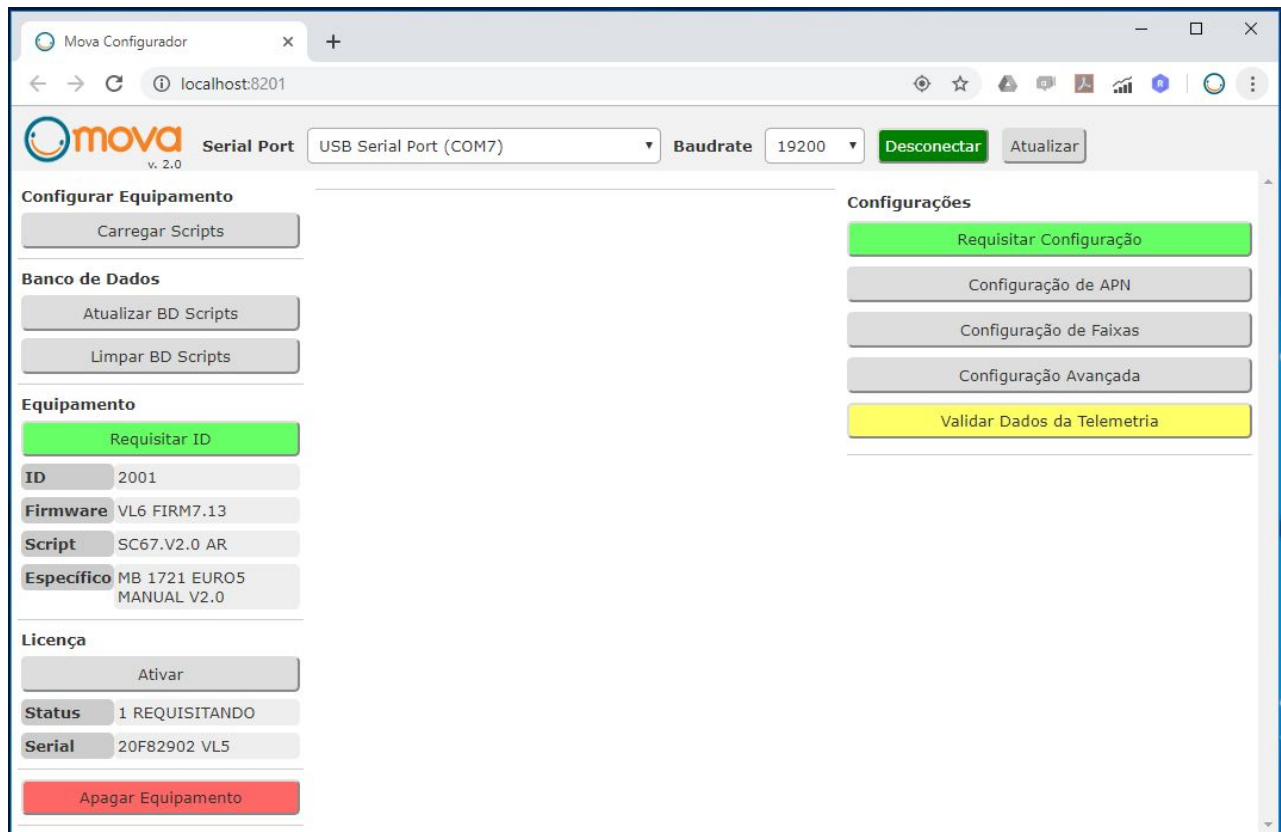 Mova Configurador
localhost:8201
mova
v. 2.0
Serial Port
USB Serial Port (COM7)
Baudrate
19200
Desconectar
Atualizar
Configurar Equipamento
Carregar Scripts
Banco de Dados
Atualizar BD Scripts
Limpar BD Scripts
Equipamento
Requisitar ID
ID 2001
Firmware VL6 FIRM7.13
Script SC67.V2.0 AR
Específico MB 1721 EURO5
MANUAL V2.0
Licença
Ativar
Status 1 REQUISITANDO
Serial 20F82902 VL5
Apagar Equipamento
Configurações
Requisitar Configuração
Configuração de APN
Configuração de Faixas
Configuração Avançada
Validar Dados da Telemetria